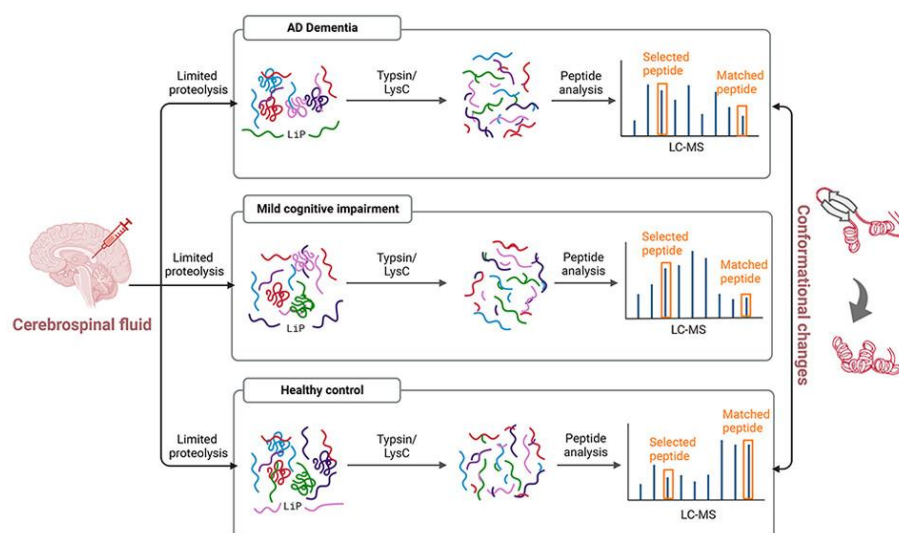 AD Dementia
Limited
proteolysis
LiP
Typsin/
LysC
Peptide
analysis
Selected
peptide
Matched
peptide
LC-MS
Mild cognitive impairment
Limited
proteolysis
LiP
Typsin/
LysC
Peptide
analysis
Selected
peptide
Matched
peptide
LC-MS
Cerebrospinal fluid
Conformational changes
Healthy control
Limited
proteolysis
LiP
Typsin/
LysC
Peptide
analysis
Selected
peptide
Matched
peptide
LC-MS